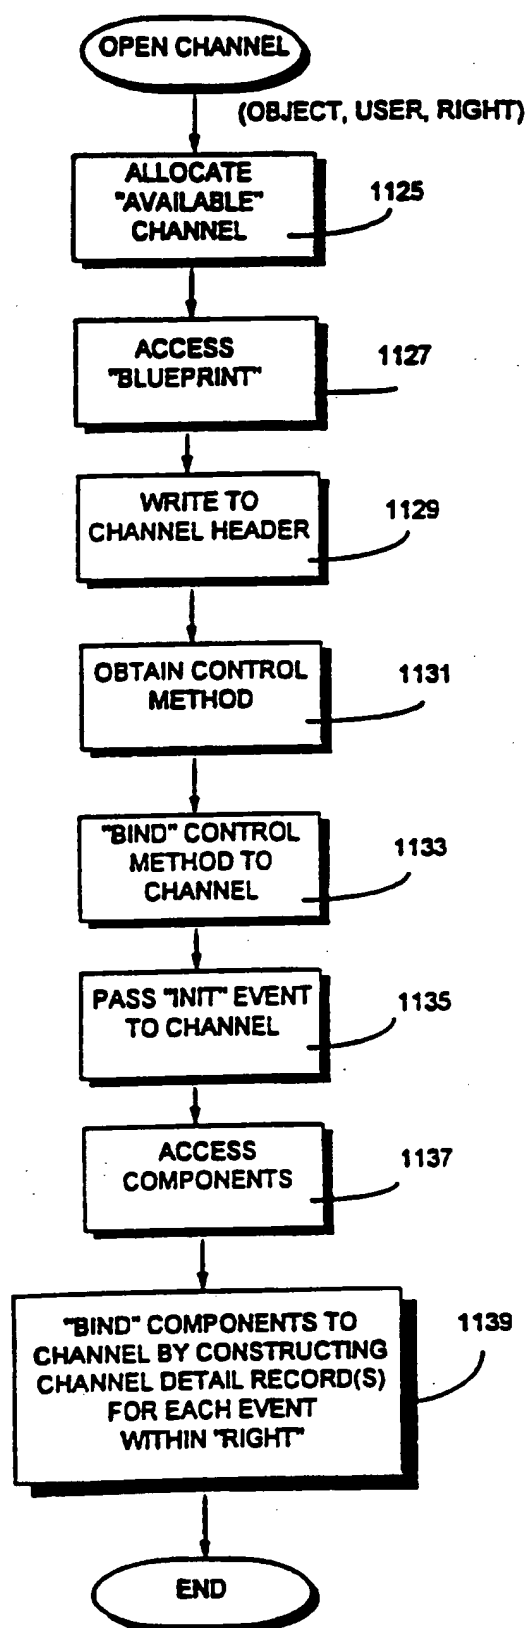 OPEN CHANNEL
(OBJECT, USER, RIGHT)
ALLOCATE
"AVAILABLE"
CHANNEL
1125
ACCESS
"BLUEPRINT"
1127
WRITE TO
CHANNEL HEADER
1129
OBTAIN CONTROL
METHOD
1131
"BIND" CONTROL
METHOD TO
CHANNEL
1133
PASS "INIT" EVENT
TO CHANNEL
1135
ACCESS
COMPONENTS
1137
"BIND" COMPONENTS TO
CHANNEL BY CONSTRUCTING
CHANNEL DETAIL RECORD(S)
FOR EACH EVENT
WITHIN "RIGHT"
1139
END